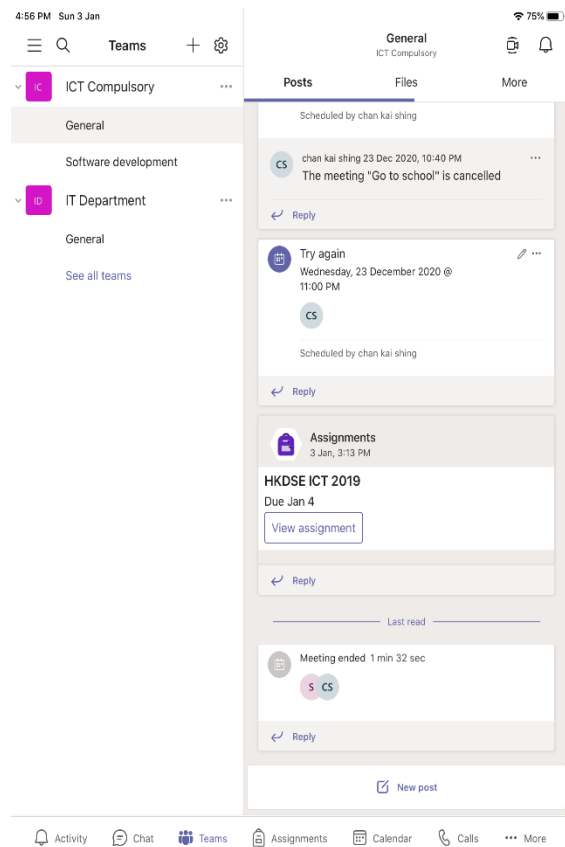 4:56 PM Sun 3 Jan
75%
Teams
IC ICT Compulsory
General
Software development
ID IT Department
General
See all teams
General
ICT Compulsory
Posts Files More
Scheduled by chan kai shing
CS chan kai shing 23 Dec 2020, 10:40 PM
The meeting "Go to school" is cancelled
Reply
Try again
Wednesday, 23 December 2020 @
11:00 PM
CS
Scheduled by chan kai shing
Reply
Assignments
3 Jan, 3:13 PM
HKDSE ICT 2019
Due Jan 4
View assignment
Reply
Last read
Meeting ended 1 min 32 sec
S CS
Reply
New post
Activity Chat Teams Assignments Calendar Calls More